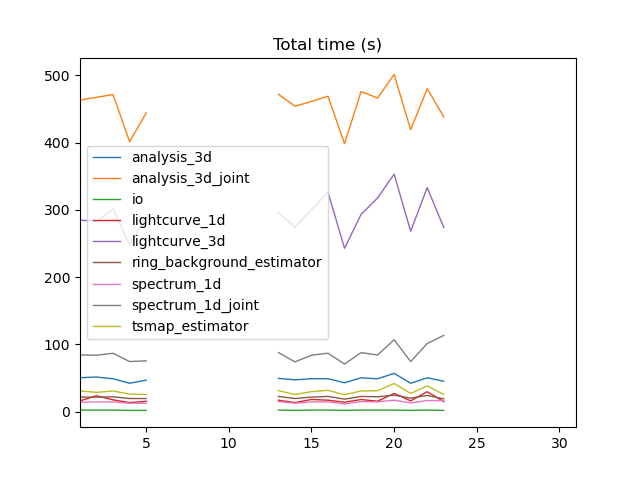 Total time (s)
500
400
300
200
100
0
analysis_3d
analysis_3d_joint
io
lightcurve_1d
lightcurve_3d
ring_background_estimator
spectrum_1d
spectrum_1d_joint
tsmap_estimator
5 10 15 20 25 30